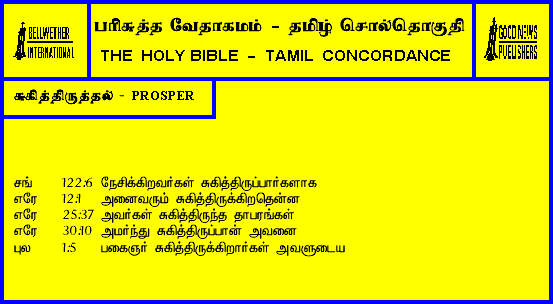 BELLWETHER INTERNATIONAL
பரிசுத்த வேதாகமம் - தமிழ் சொல்தொகுதி
THE HOLY BIBLE - TAMIL CONCORDANCE
GOOD NEWS PUBLISHERS
சுகித்திருத்தல் - PROSPER
சங் 122:6 நேசிக்கிறவர்கள் சுகித்திருப்பார்களாக
எரே 12:1 அனைவரும் சுகித்திருக்கிறதென்ன
எரே 25:37 அவர்கள் சுகித்திருந்த தாபரங்கள்
எரே 30:10 அமர்ந்து சுகித்திருப்பான் அவனை
புல 1:5 பகைஞர் சுகித்திருக்கிறார்கள் அவளுடைய